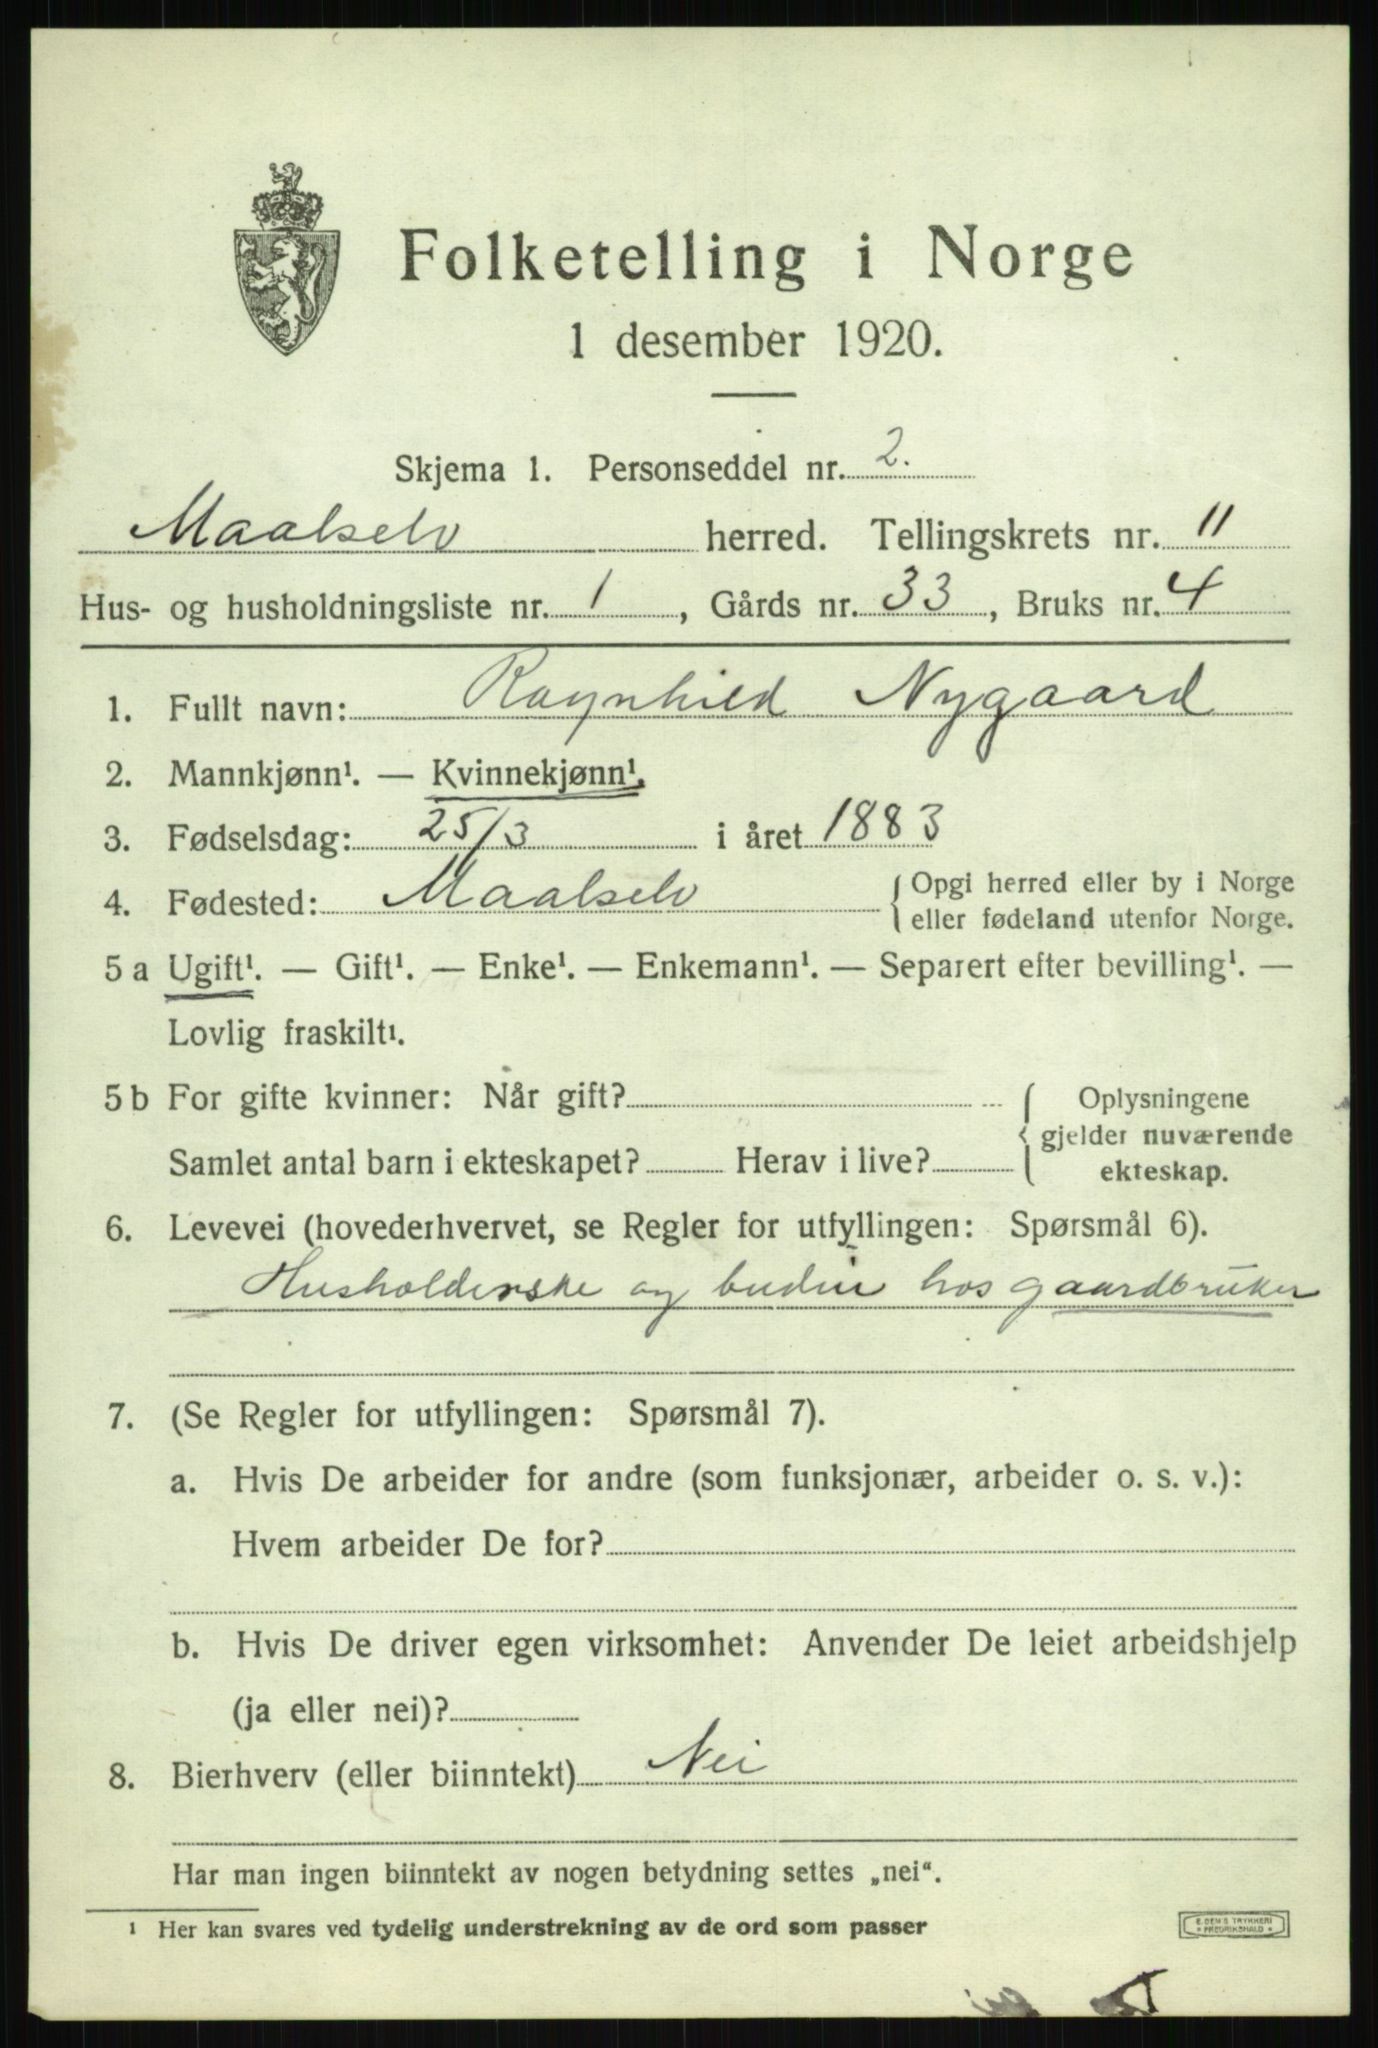 Folketelling i Norge
1 desember 1920.
Skjema 1. Personseddel nr. 2.
Maalselv herred. Tellingskrets nr. 11
Hus- og husholdningsliste nr. 1, Gårds nr. 33, Bruks nr. 4
1. Fullt navn: Ragnhild Nygaard
2. Mannkjønn¹. — Kvinnekjønn¹.
3. Fødselsdag: 25/3 i året 1883
4. Fødested: Maalselv { Opgi herred eller by i Norge
eller fødeland utenfor Norge.
5 a Ugift¹. — Gift¹. — Enke¹. — Enkemann¹. — Separert efter bevilling¹. —
Lovlig fraskilt¹.
5 b For gifte kvinner: Når gift? { Oplysningene
gjelder nuværende
Samlet antal barn i ekteskapet? Herav i live? ekteskap.
6. Levevei (hovederhvervet, se Regler for utfyllingen: Spørsmål 6).
Husholderske og budeie hos gaardbruker
7. (Se Regler for utfyllingen: Spørsmål 7).
a. Hvis De arbeider for andre (som funksjonær, arbeider o. s. v.):
Hvem arbeider De for?
b. Hvis De driver egen virksomhet: Anvender De leiet arbeidshjelp
(ja eller nei)?
8. Bierhverv (eller biinntekt) Nei
Har man ingen biinntekt av nogen betydning settes „nei“.
¹ Her kan svares ved tydelig understrekning av de ord som passer
E. DEM'S TRYKKERI
FREDRIKSHALD